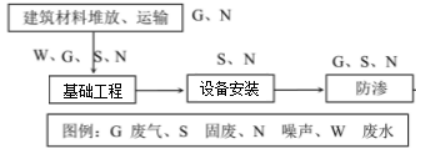 建筑材料堆放、运输 G、N
W、G、S、N
S、N
G、S、N
基础工程
设备安装
防渗
图例：G 废气、S 固废、N 噪声、W 废水